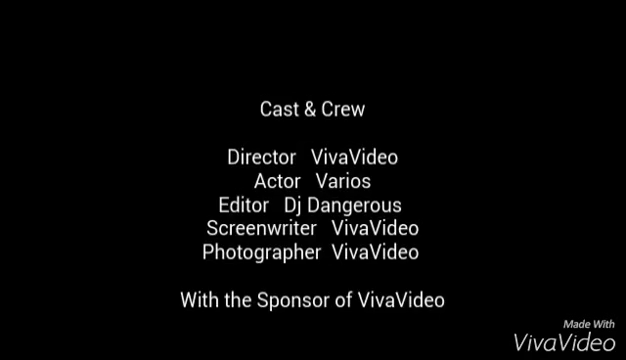 Cast & Crew
Director VivaVideo
Actor Varios
Editor Dj Dangerous
Screenwriter VivaVideo
Photographer VivaVideo
With the Sponsor of VivaVideo
Made With
VivaVideo